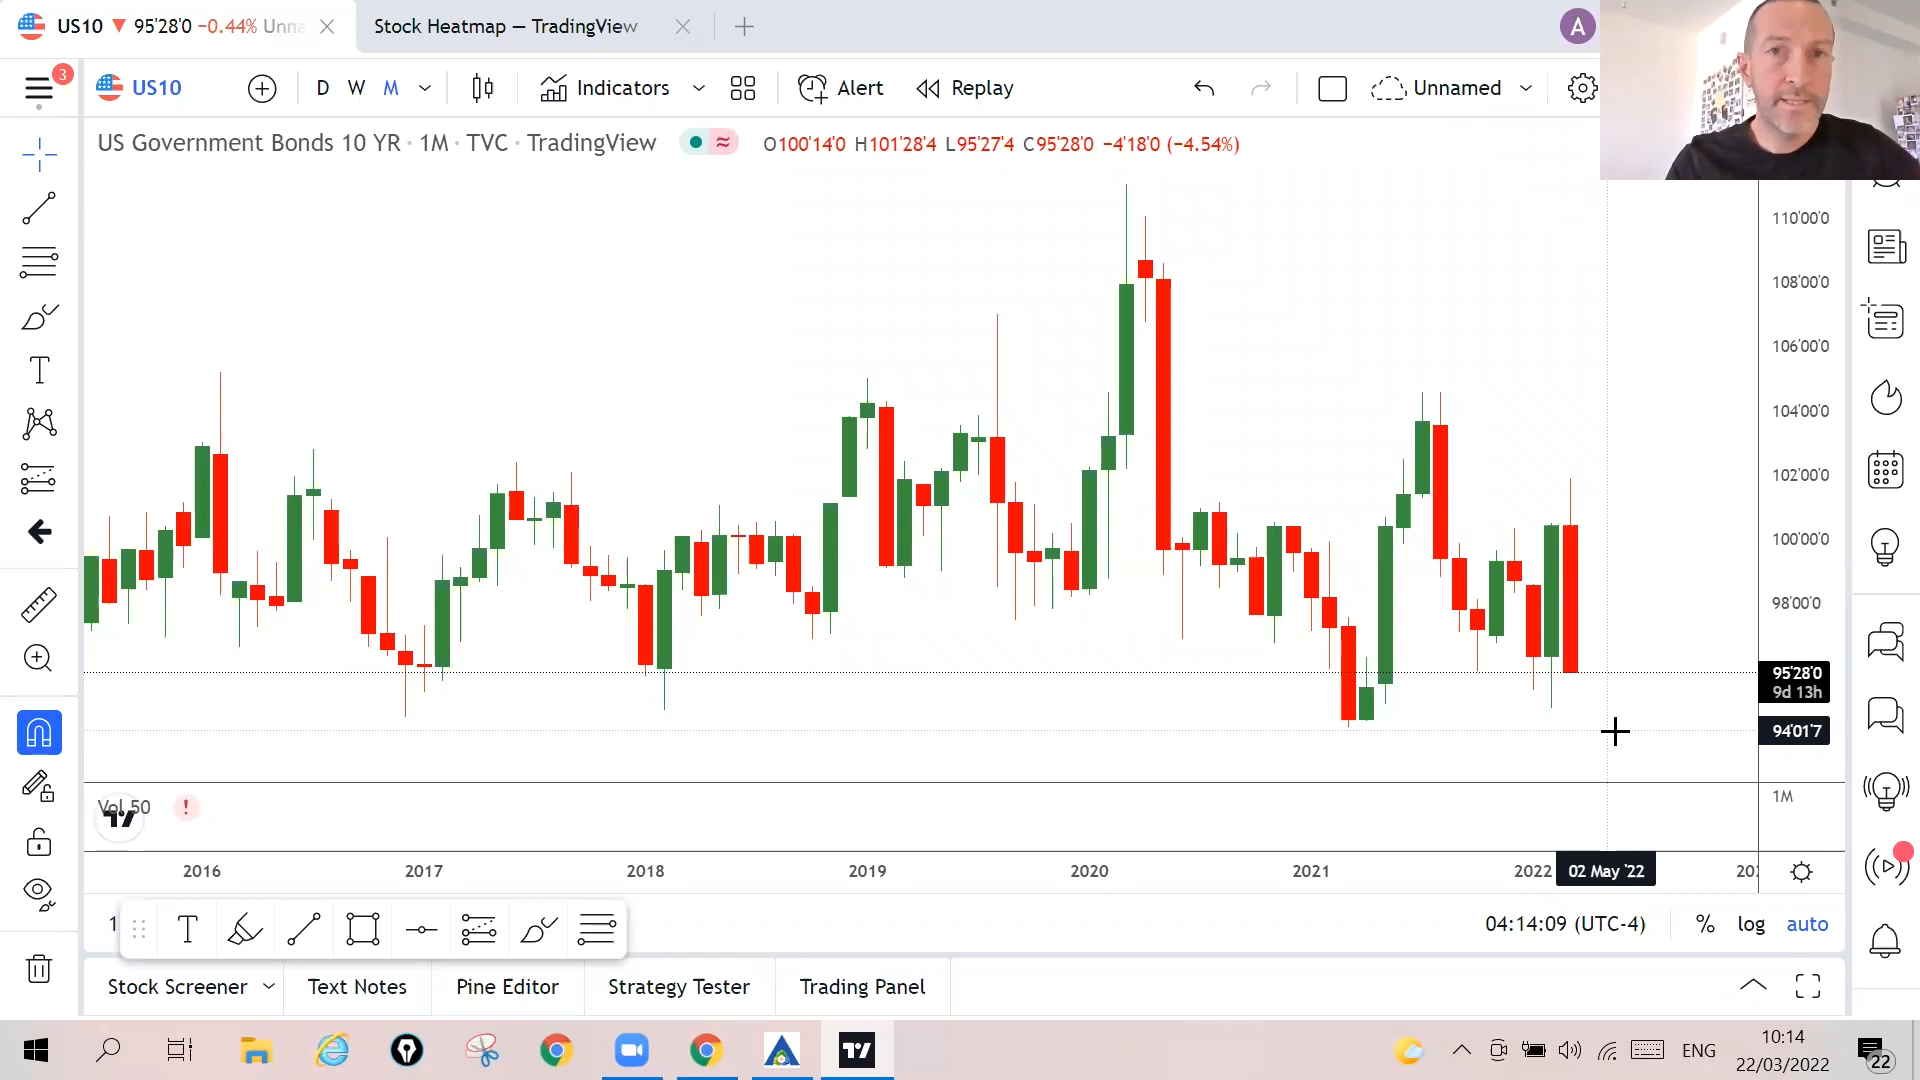 US10 ▼ 95'28'0 −0.44% Unna
Stock Heatmap — TradingView
A
3
US10
D W M
Indicators
Alert
Replay
Unnamed
US Government Bonds 10 YR · 1M · TVC · TradingView
O100'14'0 H101'28'4 L95'27'4 C95'28'0 −4'18'0 (−4.54%)
110'00'0
108'00'0
106'00'0
104'00'0
102'00'0
100'00'0
98'00'0
95'28'0
9d 13h
94'01'7
1M
Vol 50
!
2016 2017 2018 2019 2020 2021 2022 02 May '22 20
1
T
04:14:09 (UTC-4)
% log auto
Stock Screener
Text Notes
Pine Editor
Strategy Tester
Trading Panel
ENG
10:14
22/03/2022
22